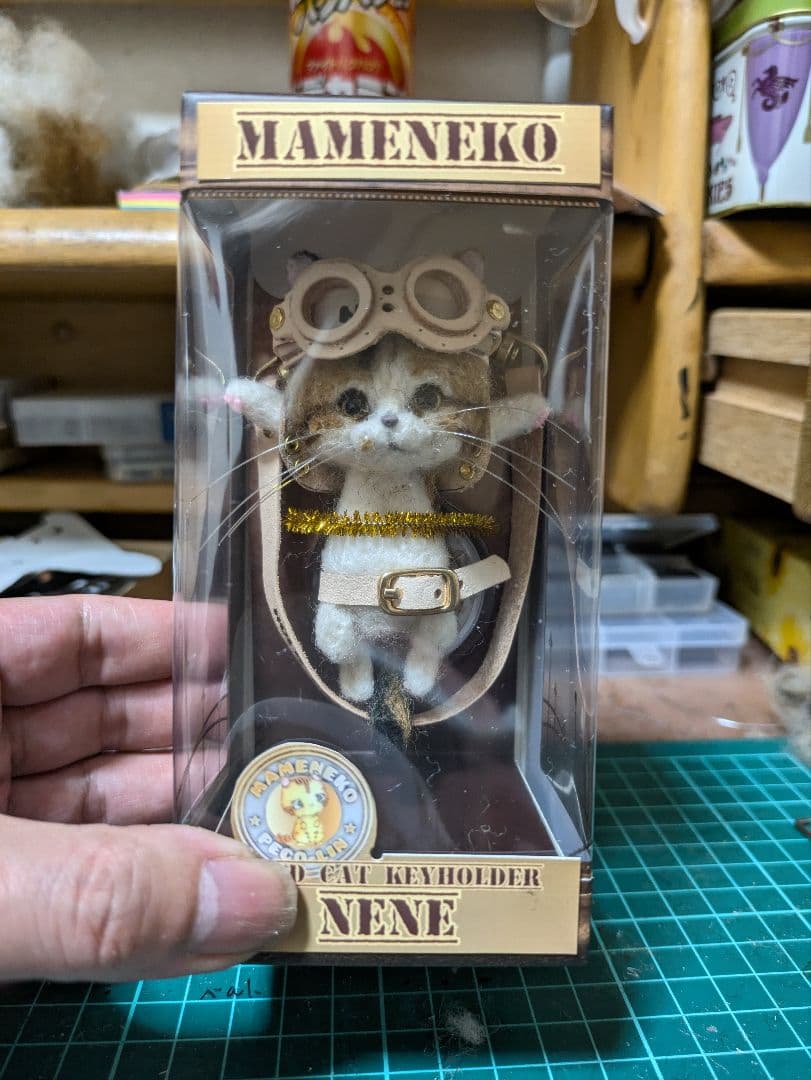 MAMENEKO
MAMENEKO
PECO-LIN
D CAT KEYHOLDER
NENE